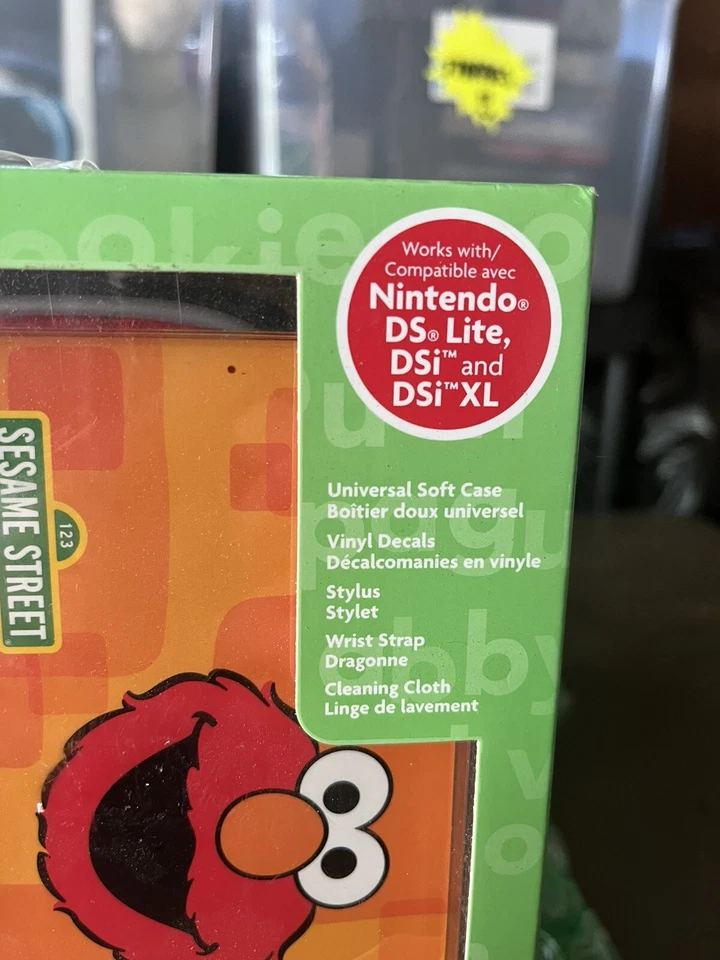 Works with/
Compatible avec
Nintendo®
DS® Lite,
DSi™ and
DSi™ XL
Universal Soft Case
Boîtier doux universel
Vinyl Decals
Décalcomanies en vinyle
Stylus
Stylet
Wrist Strap
Dragonne
Cleaning Cloth
Linge de lavement
SESAME STREET
123
ookie